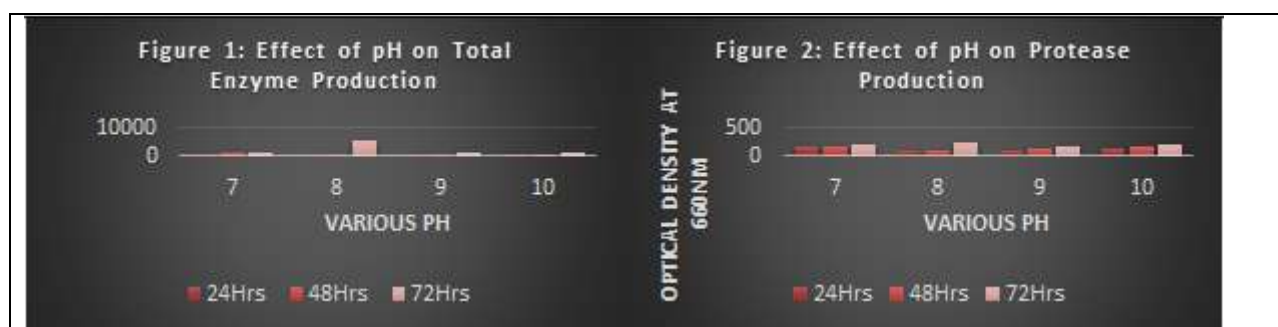 Figure 1: Effect of pH on Total
Enzyme Production
10000
0
7 8 9 10
VARIOUS PH
24Hrs 48Hrs 72Hrs
Figure 2: Effect of pH on Protease
Production
OPTICAL DENSITY AT
660NM
500
0
7 8 9 10
VARIOUS PH
24Hrs 48Hrs 72Hrs